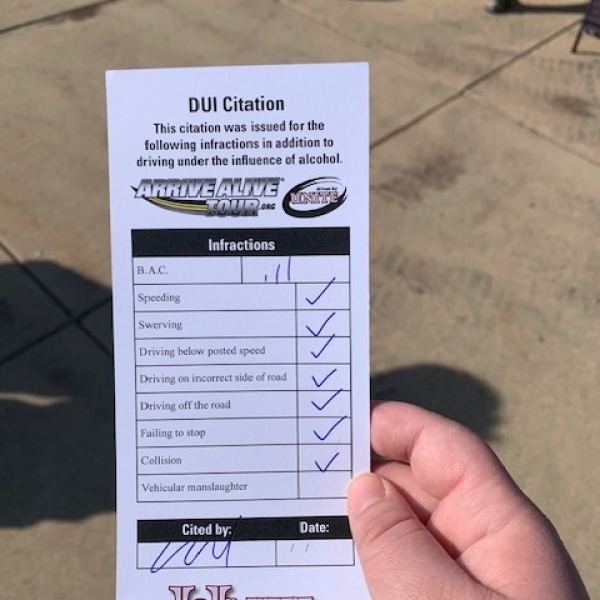 DUI Citation
This citation was issued for the
following infractions in addition to
driving under the influence of alcohol.
ARRIVE ALIVE
TOUR.ORG
UNITE
Infractions
B.A.C. .111
Speeding ✓
Swerving ✓
Driving below posted speed ✓
Driving on incorrect side of road ✓
Driving off the road ✓
Failing to stop ✓
Collision ✓
Vehicular manslaughter
Cited by: Date:
/ /